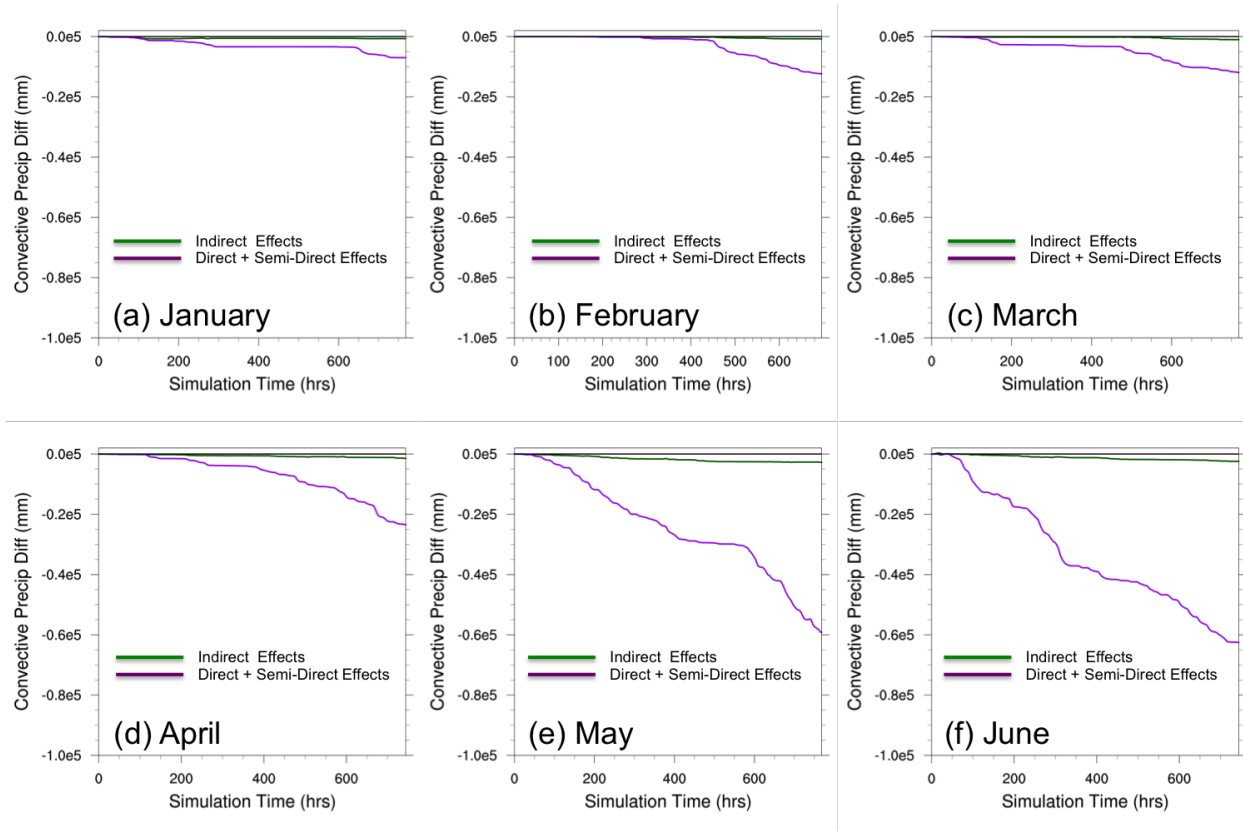 Convective Precip Diff (mm)
0.0e5
-0.2e5
-0.4e5
-0.6e5
-0.8e5
-1.0e5
Indirect Effects
Direct + Semi-Direct Effects
(a) January
0 200 400 600
Simulation Time (hrs)
Convective Precip Diff (mm)
0.0e5
-0.2e5
-0.4e5
-0.6e5
-0.8e5
-1.0e5
Indirect Effects
Direct + Semi-Direct Effects
(b) February
0 100 200 300 400 500 600
Simulation Time (hrs)
Convective Precip Diff (mm)
0.0e5
-0.2e5
-0.4e5
-0.6e5
-0.8e5
-1.0e5
Indirect Effects
Direct + Semi-Direct Effects
(c) March
0 200 400 600
Simulation Time (hrs)
Convective Precip Diff (mm)
0.0e5
-0.2e5
-0.4e5
-0.6e5
-0.8e5
-1.0e5
Indirect Effects
Direct + Semi-Direct Effects
(d) April
0 200 400 600
Simulation Time (hrs)
Convective Precip Diff (mm)
0.0e5
-0.2e5
-0.4e5
-0.6e5
-0.8e5
-1.0e5
Indirect Effects
Direct + Semi-Direct Effects
(e) May
0 200 400 600
Simulation Time (hrs)
Convective Precip Diff (mm)
0.0e5
-0.2e5
-0.4e5
-0.6e5
-0.8e5
-1.0e5
Indirect Effects
Direct + Semi-Direct Effects
(f) June
0 200 400 600
Simulation Time (hrs)